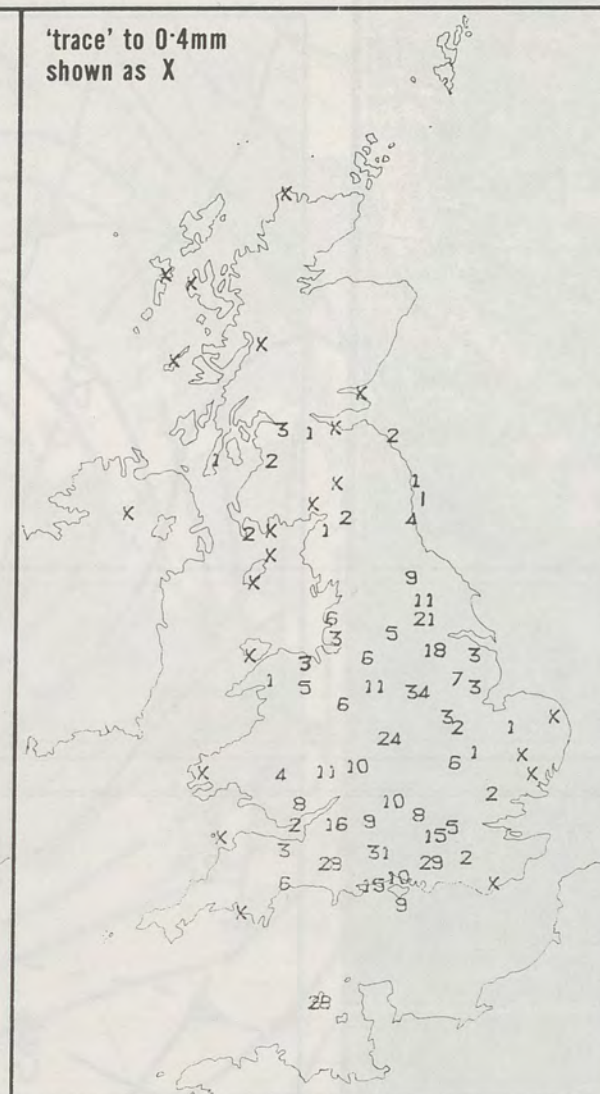 'trace' to 0·4mm
shown as X
X
X
X
X
X
X
3 1 X 2
1 2
X 1
X 1
X 2 4
2 X 1
X
X
9
11
6 21
3 5
X 6 18 3
3 7
5 11 34 3
6
3
2 1 X
24 1 X
10 6
X 4 11 X
2
8 10
2 16 9 8 5
X 15
3 31
29 29 2
6 10 X
15
X 9